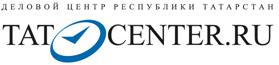 ДЕЛОВОЙ ЦЕНТР РЕСПУБЛИКИ ТАТАРСТАН
TATCENTER.RU